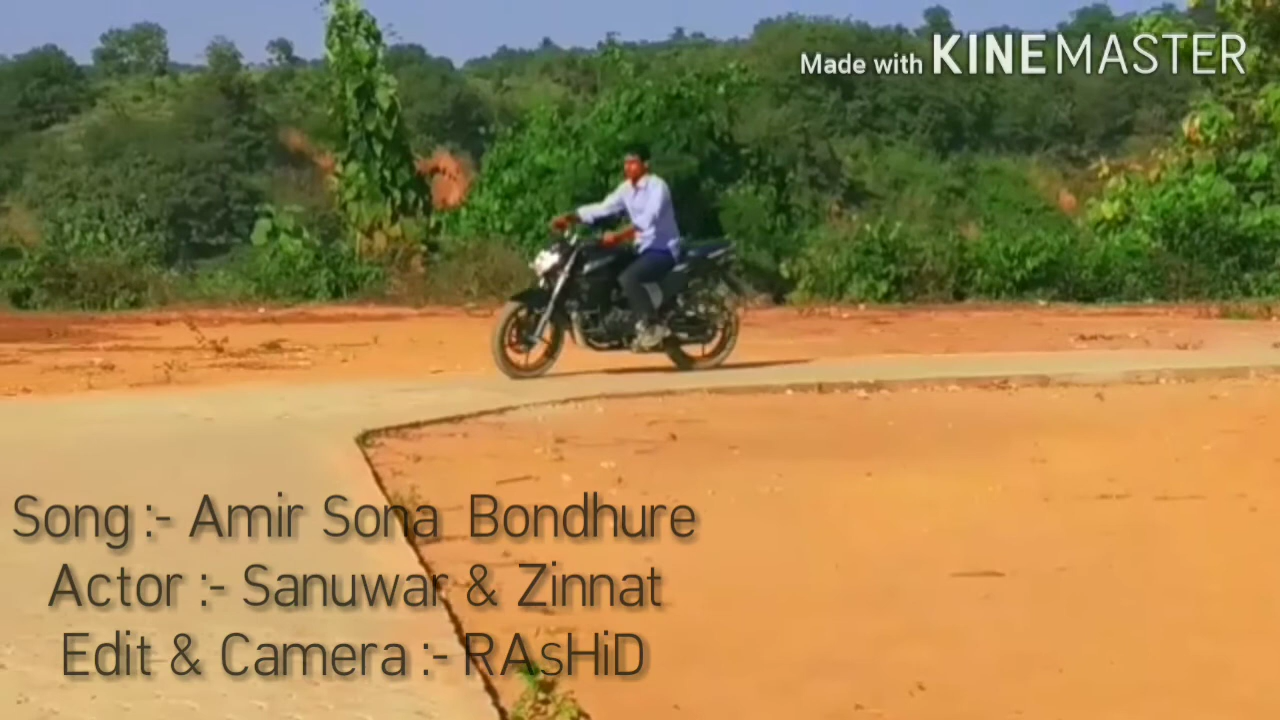 Made with KINEMASTER
Song :- Amir Sona Bondhure
Actor :- Sanuwar & Zinnat
Edit & Camera :- RAsHiD